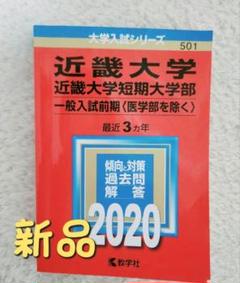 大学入試シリーズ
501
近畿大学
近畿大学短期大学部
一般入試前期〈医学部を除く〉
最近3カ年
傾向と対策
過去問
解答
2020
新品
教学社